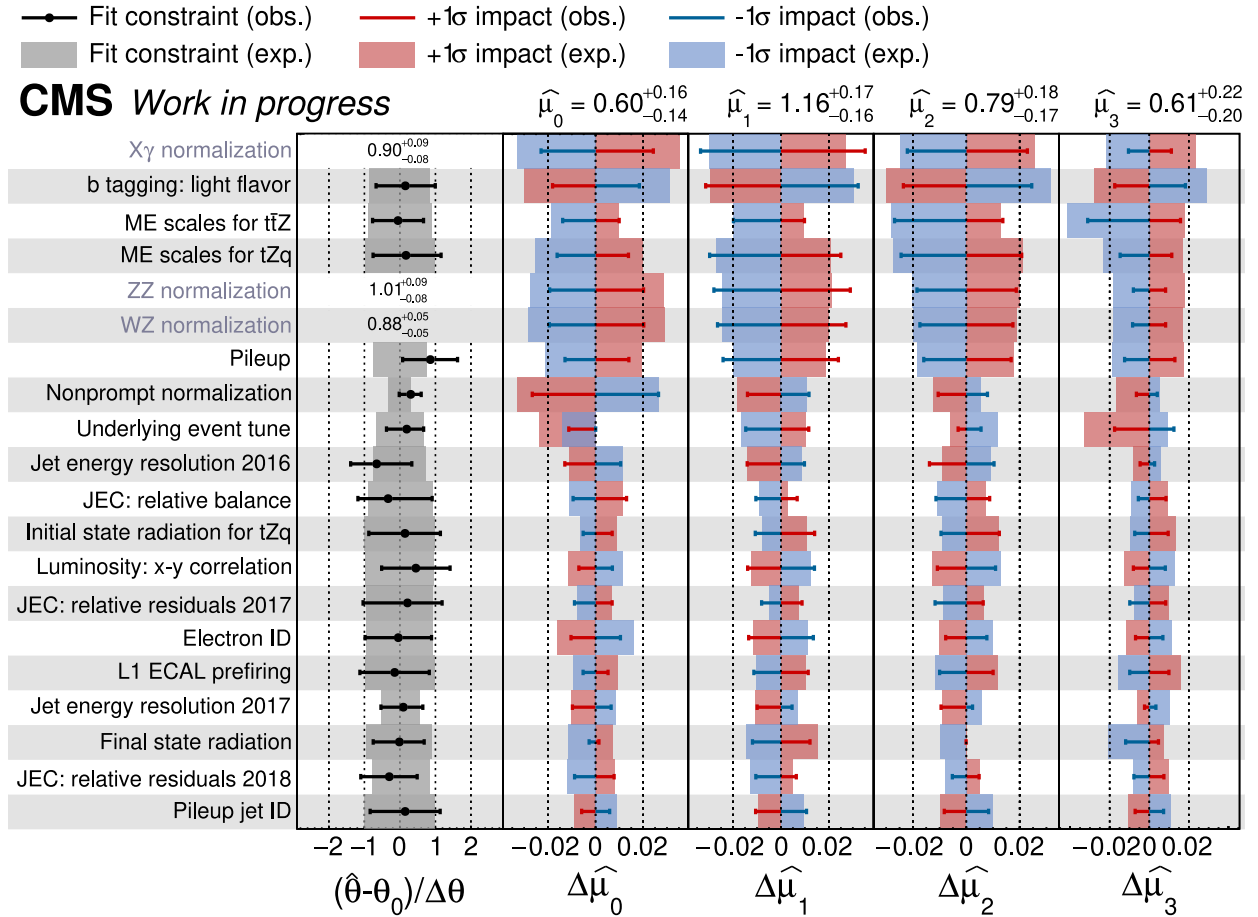 Fit constraint (obs.) +1σ impact (obs.) -1σ impact (obs.)
Fit constraint (exp.) +1σ impact (exp.) -1σ impact (exp.)
CMS Work in progress μ̂₀ = 0.60 +0.16 −0.14 μ̂₁ = 1.16 +0.17 −0.16 μ̂₂ = 0.79 +0.18 −0.17 μ̂₃ = 0.61 +0.22 −0.20
Xγ normalization 0.90 +0.09 −0.08
b tagging: light flavor
ME scales for tt̄Z
ME scales for tZq
ZZ normalization 1.01 +0.09 −0.08
WZ normalization 0.88 +0.05 −0.05
Pileup
Nonprompt normalization
Underlying event tune
Jet energy resolution 2016
JEC: relative balance
Initial state radiation for tZq
Luminosity: x-y correlation
JEC: relative residuals 2017
Electron ID
L1 ECAL prefiring
Jet energy resolution 2017
Final state radiation
JEC: relative residuals 2018
Pileup jet ID
−2 −1 0 1 2 −0.02 0 0.02 −0.02 0 0.02 −0.02 0 0.02 −0.02 0 0.02
(θ̂-θ₀)/Δθ Δμ̂₀ Δμ̂₁ Δμ̂₂ Δμ̂₃